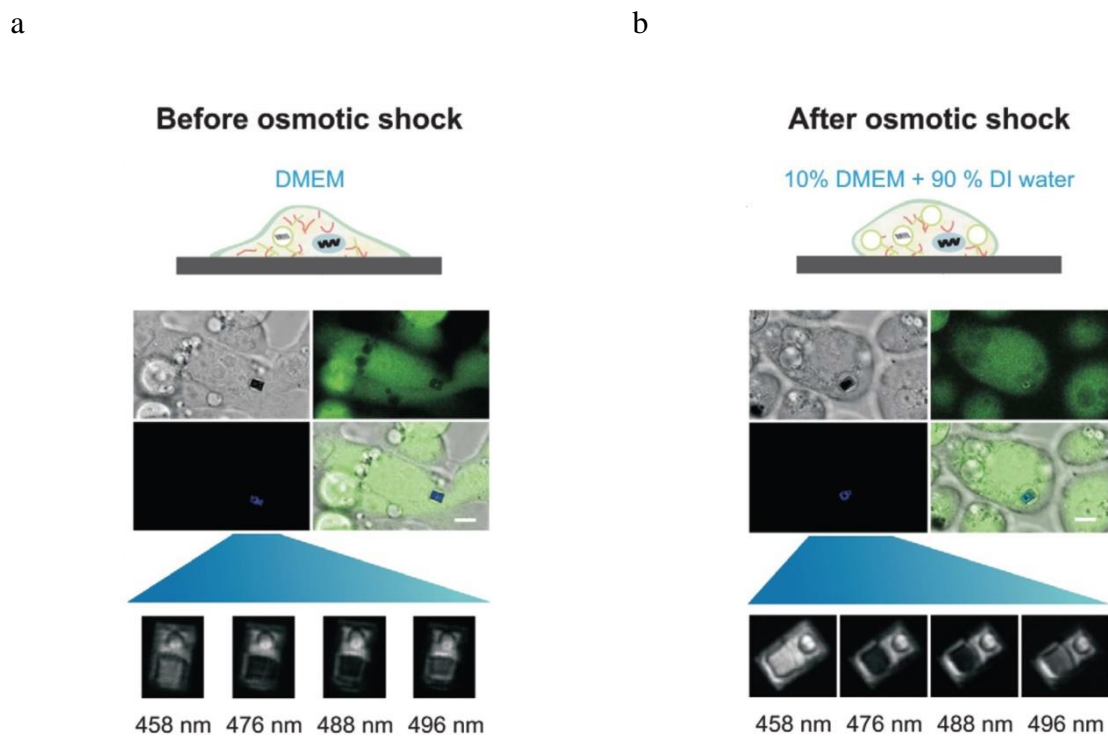 a
Before osmotic shock
DMEM
458 nm 476 nm 488 nm 496 nm
b
After osmotic shock
10% DMEM + 90 % DI water
458 nm 476 nm 488 nm 496 nm